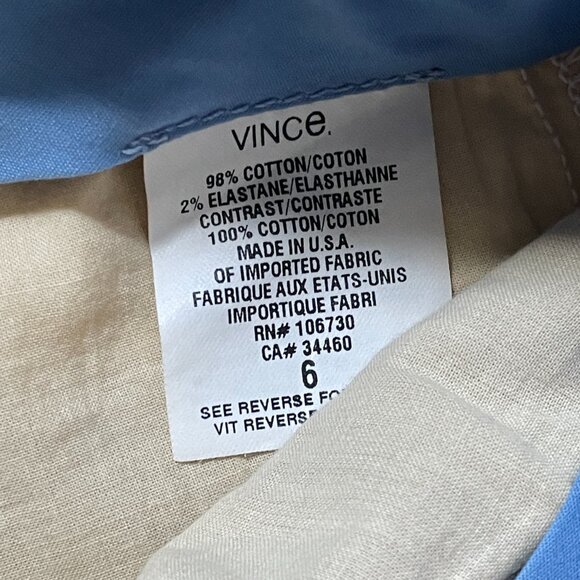 VINCe.
98% COTTON/COTON
2% ELASTANE/ELASTHANNE
CONTRAST/CONTRASTE
100% COTTON/COTON
MADE IN U.S.A.
OF IMPORTED FABRIC
FABRIQUE AUX ETATS-UNIS
IMPORTIQUE FABRI
RN# 106730
CA# 34460
6
SEE REVERSE
VIT REVERSE